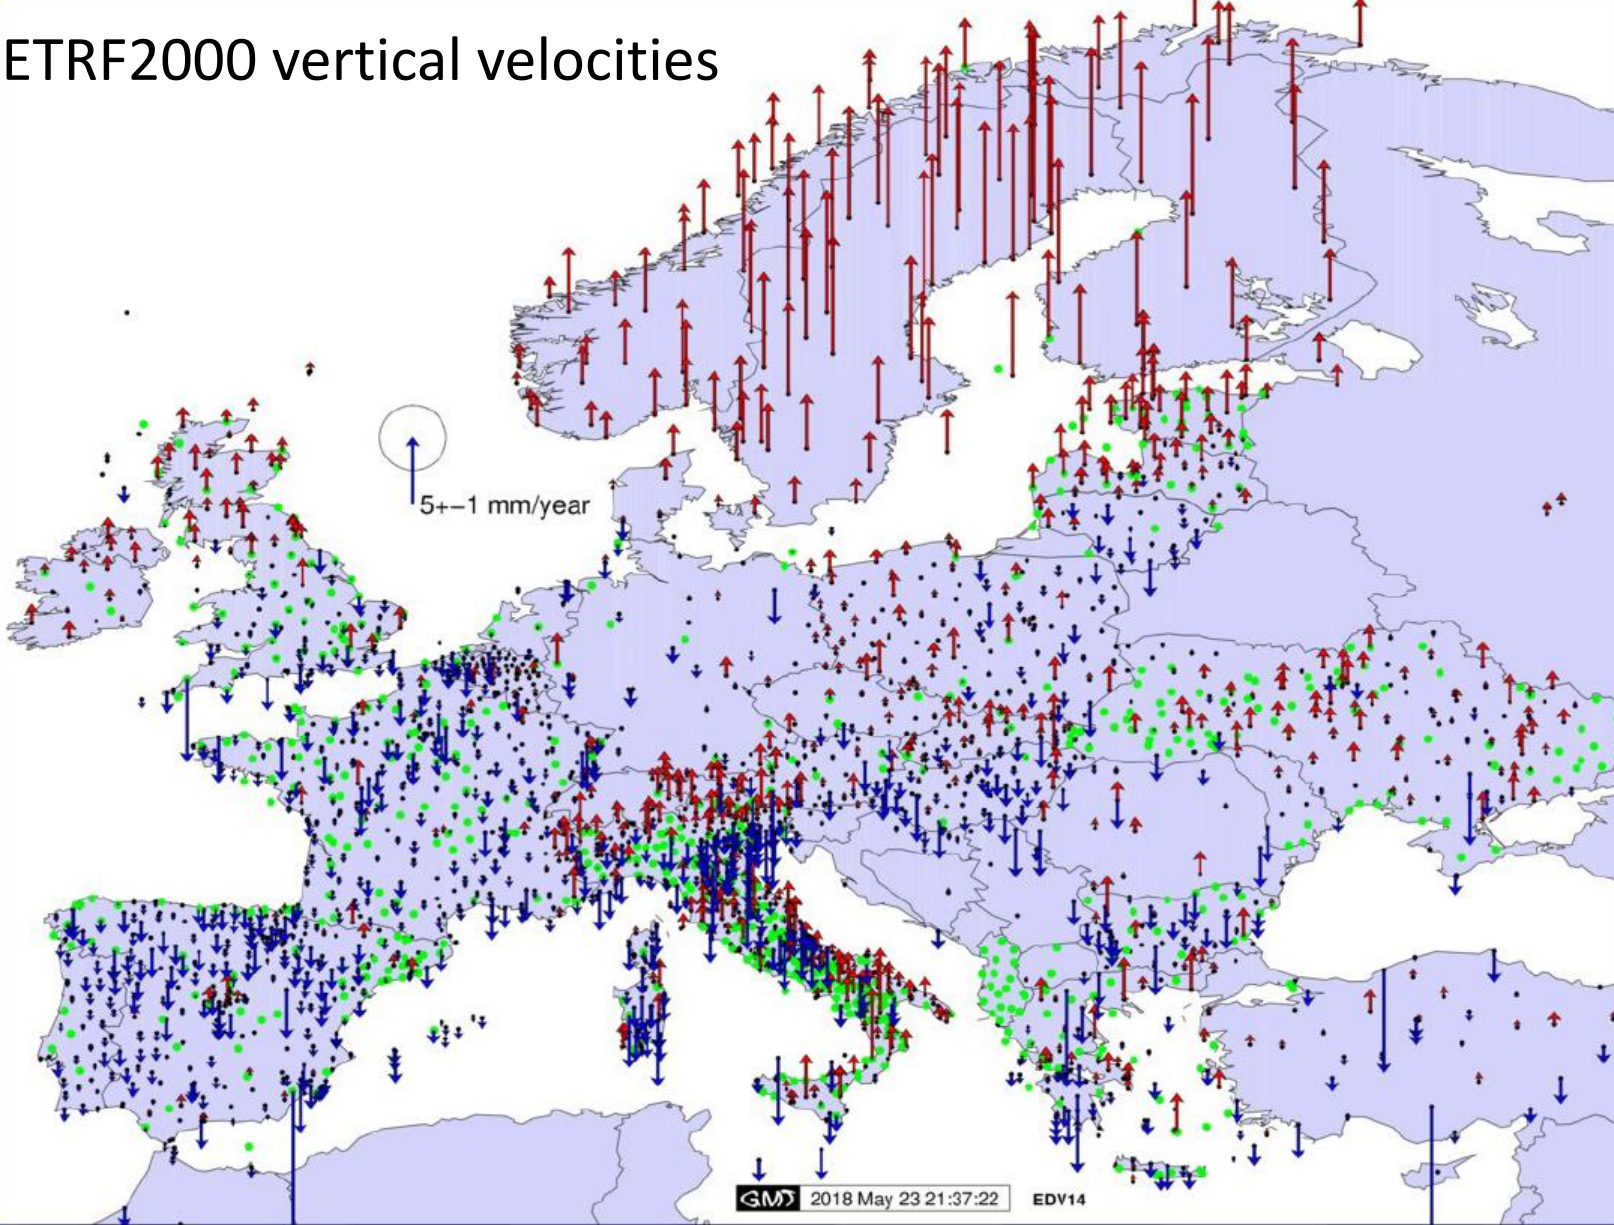 ETRF2000 vertical velocities
5+−1 mm/year
GMT 2018 May 23 21:37:22 EDV14